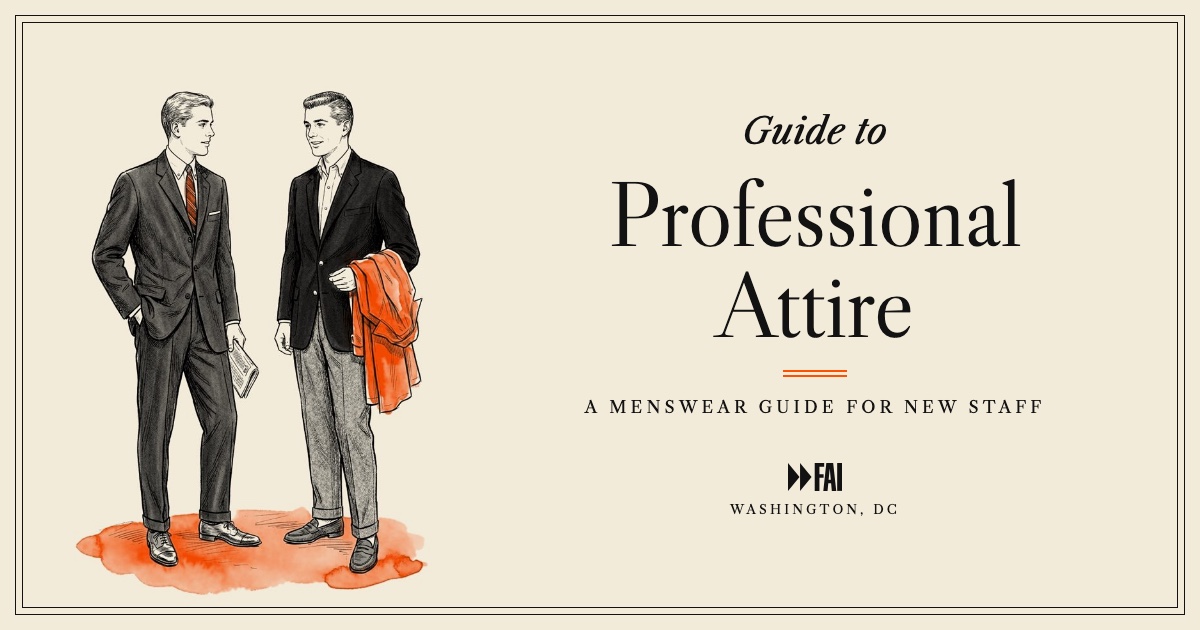 Guide to
Professional
Attire
A MENSWEAR GUIDE FOR NEW STAFF
FAI
WASHINGTON, DC